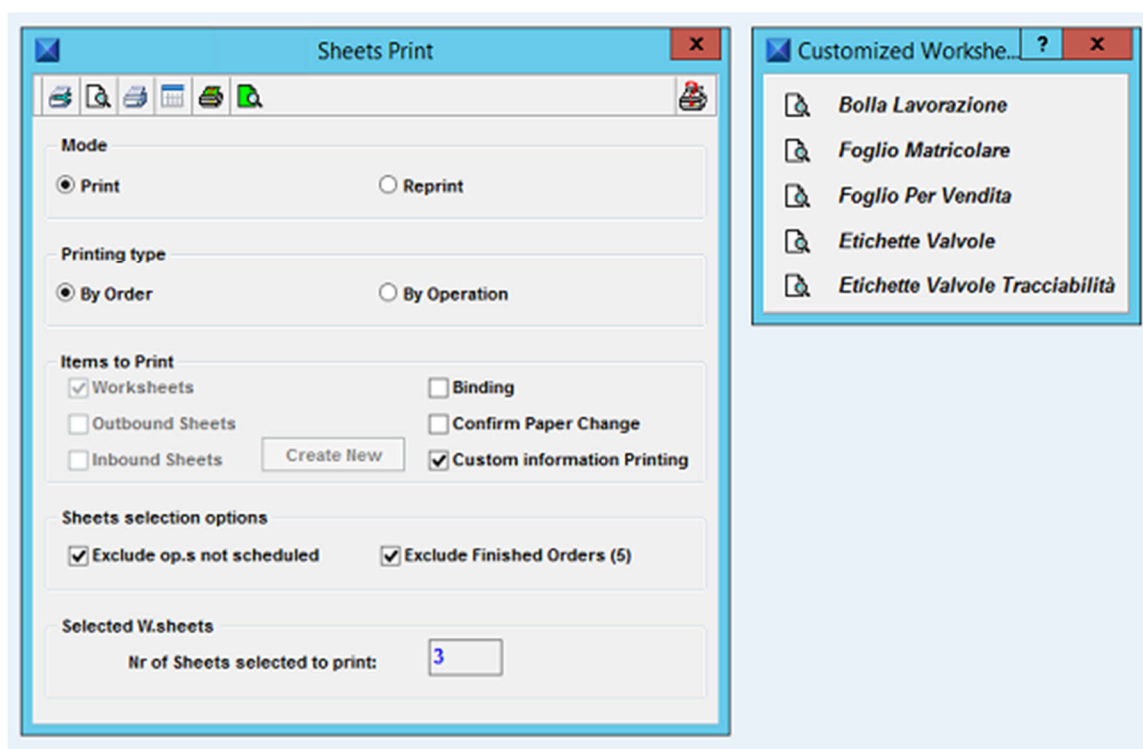 Sheets Print
x
Mode
Print
Reprint
Printing type
By Order
By Operation
Items to Print
Worksheets
Binding
Outbound Sheets
Confirm Paper Change
Inbound Sheets
Create New
Custom information Printing
Sheets selection options
Exclude op.s not scheduled
Exclude Finished Orders (5)
Selected W.sheets
Nr of Sheets selected to print:
3
Customized Workshe...
?
x
Bolla Lavorazione
Foglio Matricolare
Foglio Per Vendita
Etichette Valvole
Etichette Valvole Tracciabilità